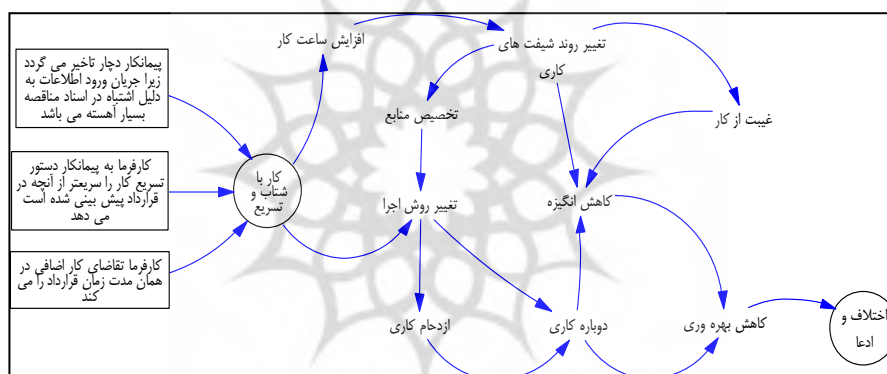 پیمانکار دچار تاخیر می گردد
زیرا جریان ورود اطلاعات به
دلیل اشتباه در اسناد مناقصه
بسیار آهسته می باشد
کارفرما به پیمانکار دستور
تسریع کار را سریعتر از آنچه در
قرارداد پیش بینی شده است
می دهد
کارفرما تقاضای کار اضافی در
همان مدت زمان قرارداد را می
کند
کار با
شتاب و
تسریع
افزایش ساعت کار
تغییر روند شیفت های
کاری
تخصیص منابع
غیبت از کار
تغییر روش اجرا
کاهش انگیزه
ازدحام کاری
دوباره کاری
کاهش بهره وری
اختلاف و
ادعا